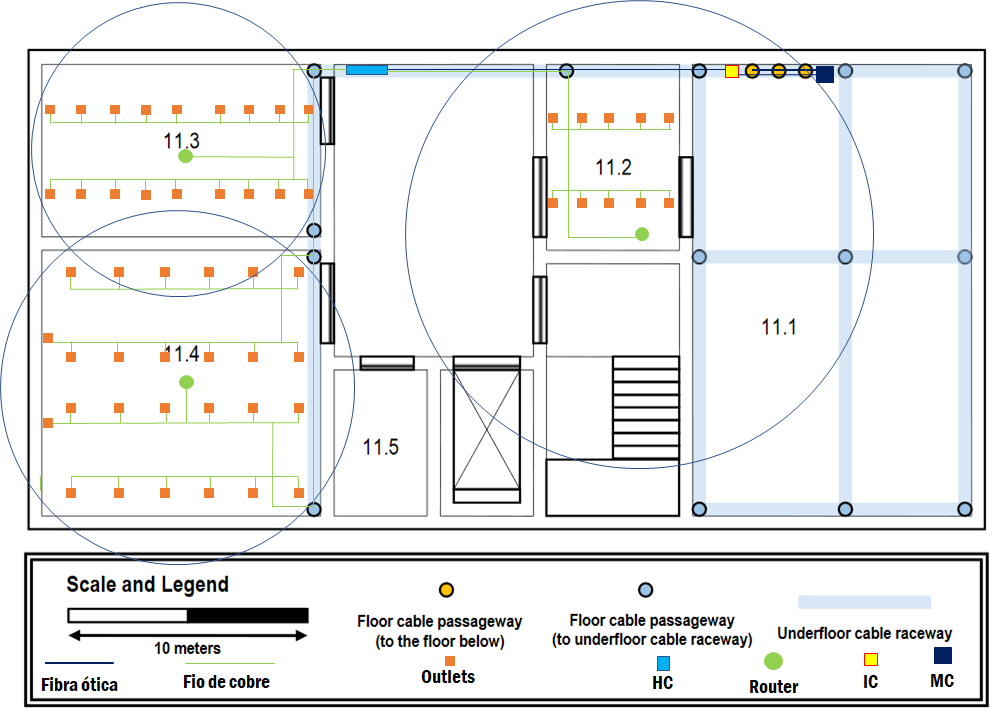 11.3
11.2
11.4
11.1
11.5
Scale and Legend
10 meters
Fibra ótica
Fio de cobre
Floor cable passageway
(to the floor below)
Outlets
Floor cable passageway
(to underfloor cable raceway)
HC
Underfloor cable raceway
Router
IC
MC